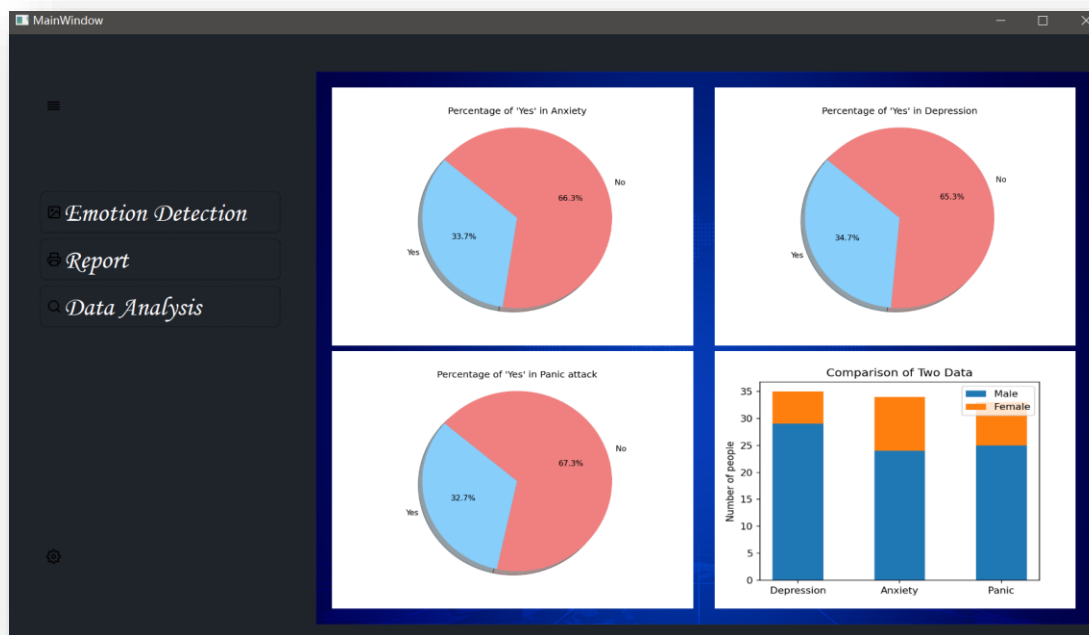 MainWindow
Emotion Detection
Report
Data Analysis
Percentage of 'Yes' in Anxiety
No
66.3%
33.7%
Yes
Percentage of 'Yes' in Depression
No
65.3%
34.7%
Yes
Percentage of 'Yes' in Panic attack
No
67.3%
32.7%
Yes
Comparison of Two Data
Male
Female
Number of people
35
30
25
20
15
10
5
0
Depression Anxiety Panic